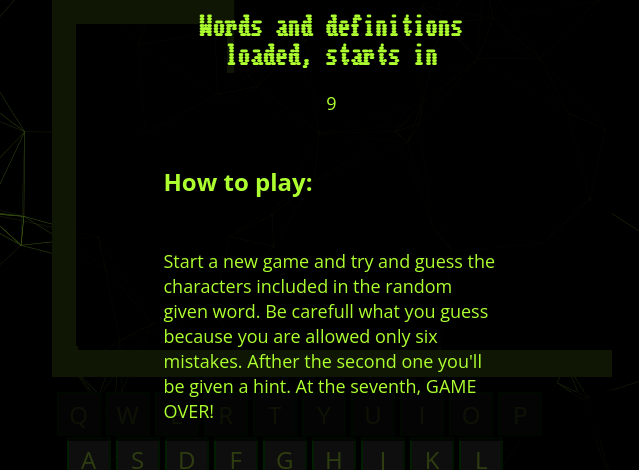 Words and definitions
loaded, starts in
9
How to play:
Start a new game and try and guess the
characters included in the random
given word. Be carefull what you guess
because you are allowed only six
mistakes. Afther the second one you'll
be given a hint. At the seventh, GAME
OVER!
Q W E R T Y U I O P
A S D F G H J K L